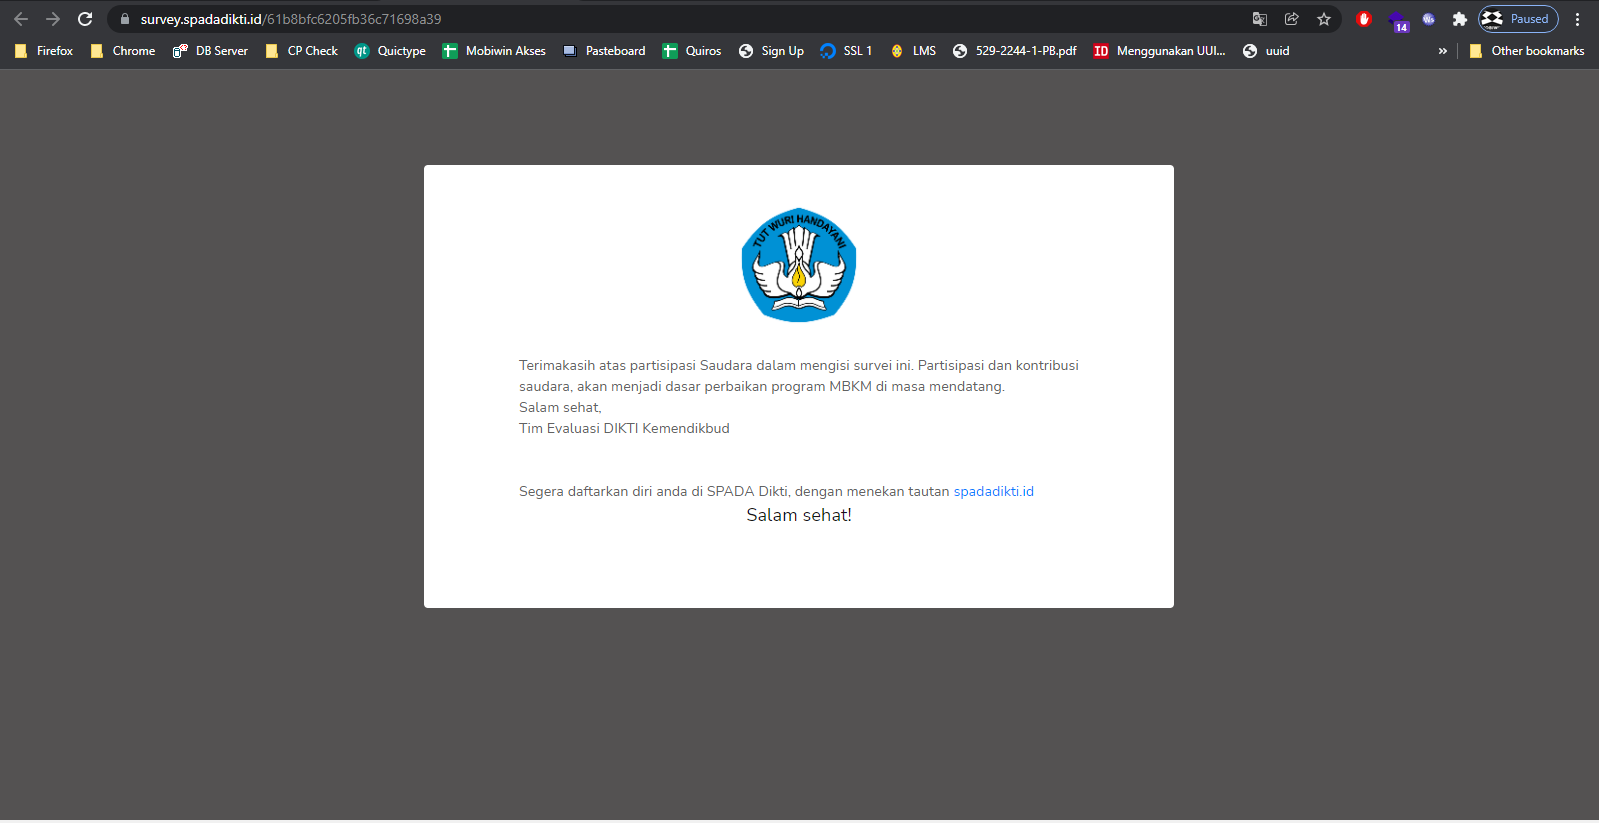 survey.spadadikti.id/61b8bfc6205fb36c71698a39
14
Ws
Paused
Firefox
Chrome
DB Server
CP Check
qt
Quictype
Mobiwin Akses
Pasteboard
Quiros
Sign Up
SSL 1
LMS
529-2244-1-PB.pdf
ID
Menggunakan UUI...
uuid
»
Other bookmarks
TUT WURI HANDAYANI
Terimakasih atas partisipasi Saudara dalam mengisi survei ini. Partisipasi dan kontribusi
saudara, akan menjadi dasar perbaikan program MBKM di masa mendatang.
Salam sehat,
Tim Evaluasi DIKTI Kemendikbud
Segera daftarkan diri anda di SPADA Dikti, dengan menekan tautan spadadikti.id
Salam sehat!